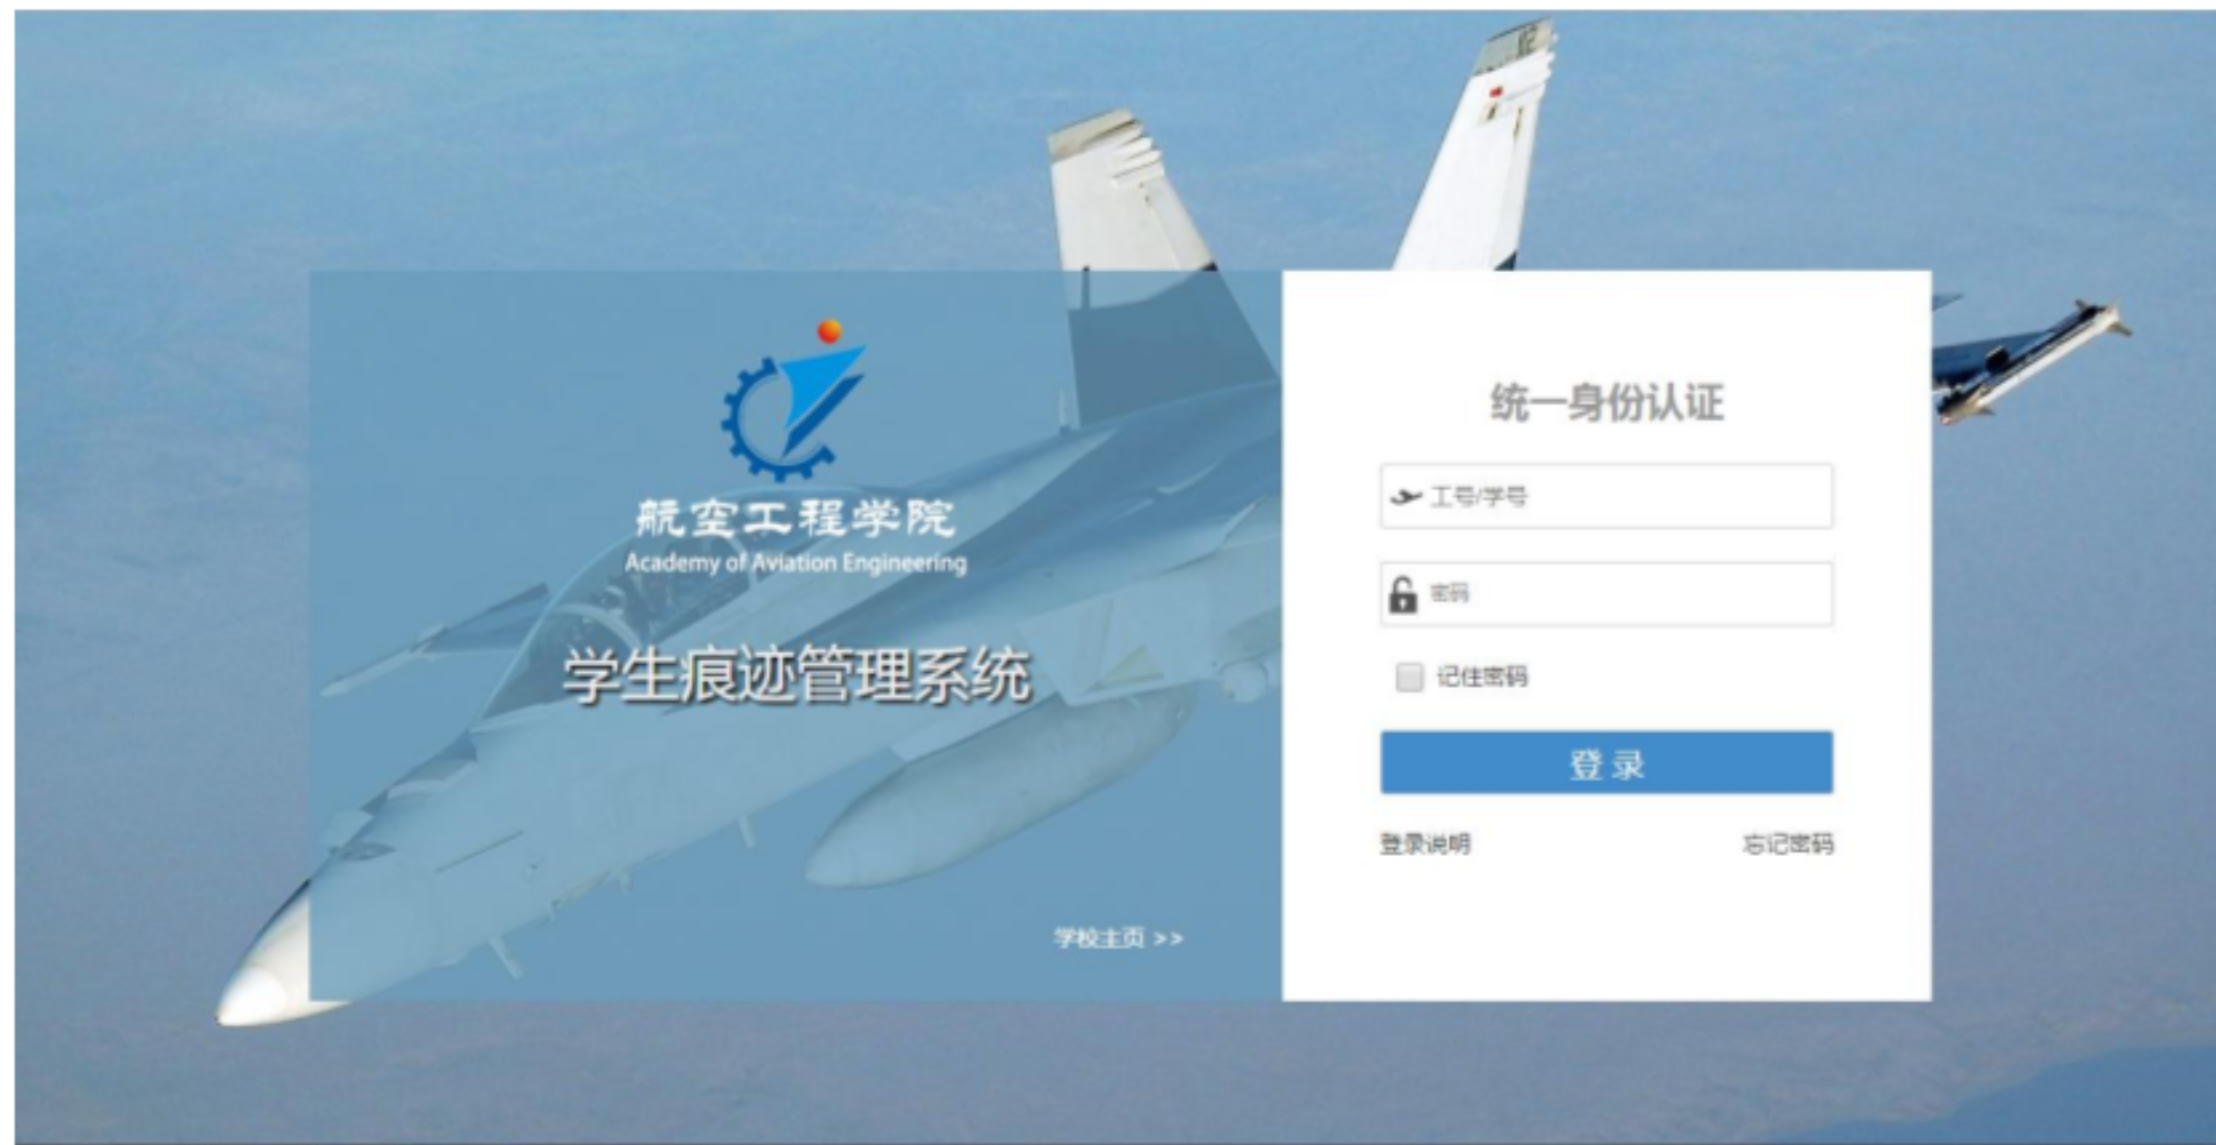 航空工程学院
Academy of Aviation Engineering
学生痕迹管理系统
学校主页 >>
统一身份认证
工号/学号
密码
记住密码
登录
登录说明
忘记密码